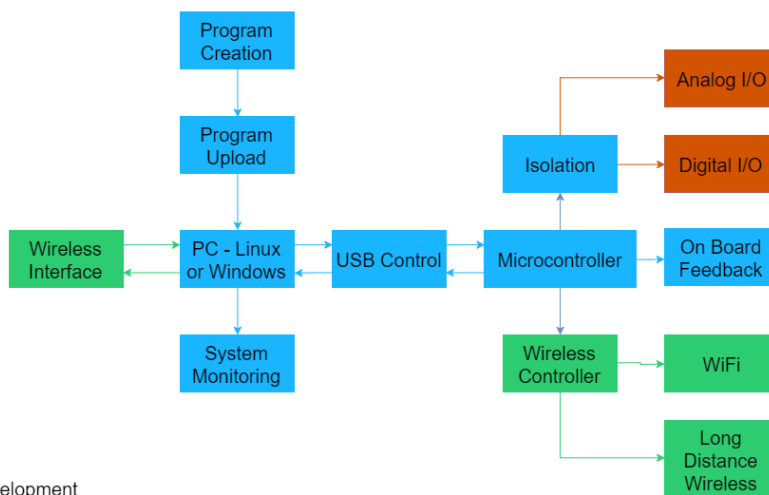 Program
Creation
Analog I/O
Program
Upload
Isolation
Digital I/O
Wireless
Interface
PC - Linux
or Windows
USB Control
Microcontroller
On Board
Feedback
System
Monitoring
Wireless
Controller
WiFi
Long
Distance
Wireless